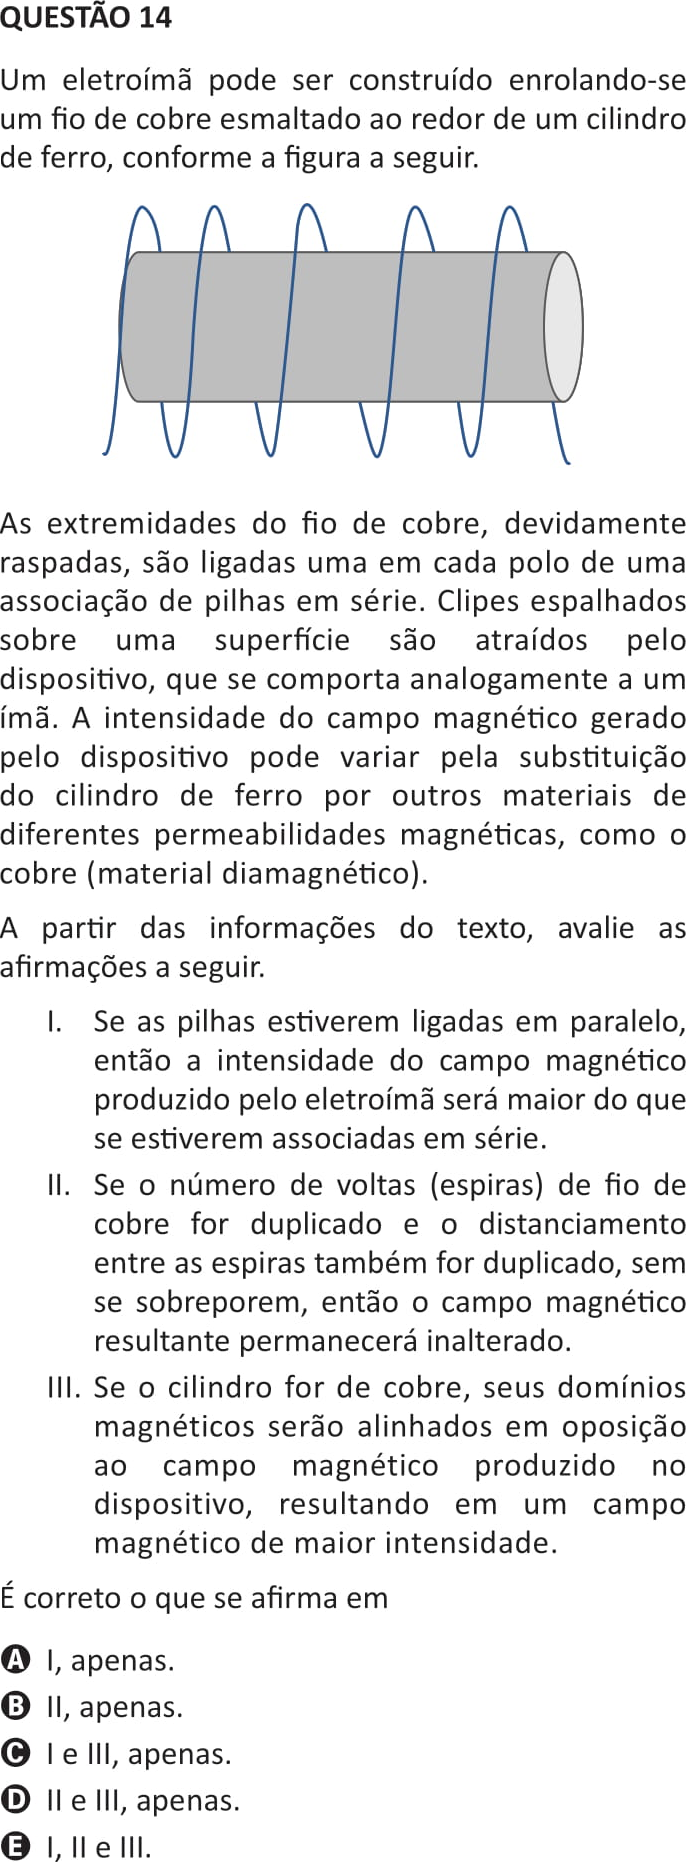 QUESTÃO 14
Um eletroímã pode ser construído enrolando-se
um fio de cobre esmaltado ao redor de um cilindro
de ferro, conforme a figura a seguir.
As extremidades do fio de cobre, devidamente
raspadas, são ligadas uma em cada polo de uma
associação de pilhas em série. Clipes espalhados
sobre uma superfície são atraídos pelo
dispositivo, que se comporta analogamente a um
ímã. A intensidade do campo magnético gerado
pelo dispositivo pode variar pela substituição
do cilindro de ferro por outros materiais de
diferentes permeabilidades magnéticas, como o
cobre (material diamagnético).
A partir das informações do texto, avalie as
afirmações a seguir.
I. Se as pilhas estiverem ligadas em paralelo,
então a intensidade do campo magnético
produzido pelo eletroímã será maior do que
se estiverem associadas em série.
II. Se o número de voltas (espiras) de fio de
cobre for duplicado e o distanciamento
entre as espiras também for duplicado, sem
se sobreporem, então o campo magnético
resultante permanecerá inalterado.
III. Se o cilindro for de cobre, seus domínios
magnéticos serão alinhados em oposição
ao campo magnético produzido no
dispositivo, resultando em um campo
magnético de maior intensidade.
É correto o que se afirma em
A I, apenas.
B II, apenas.
C I e III, apenas.
D II e III, apenas.
E I, II e III.